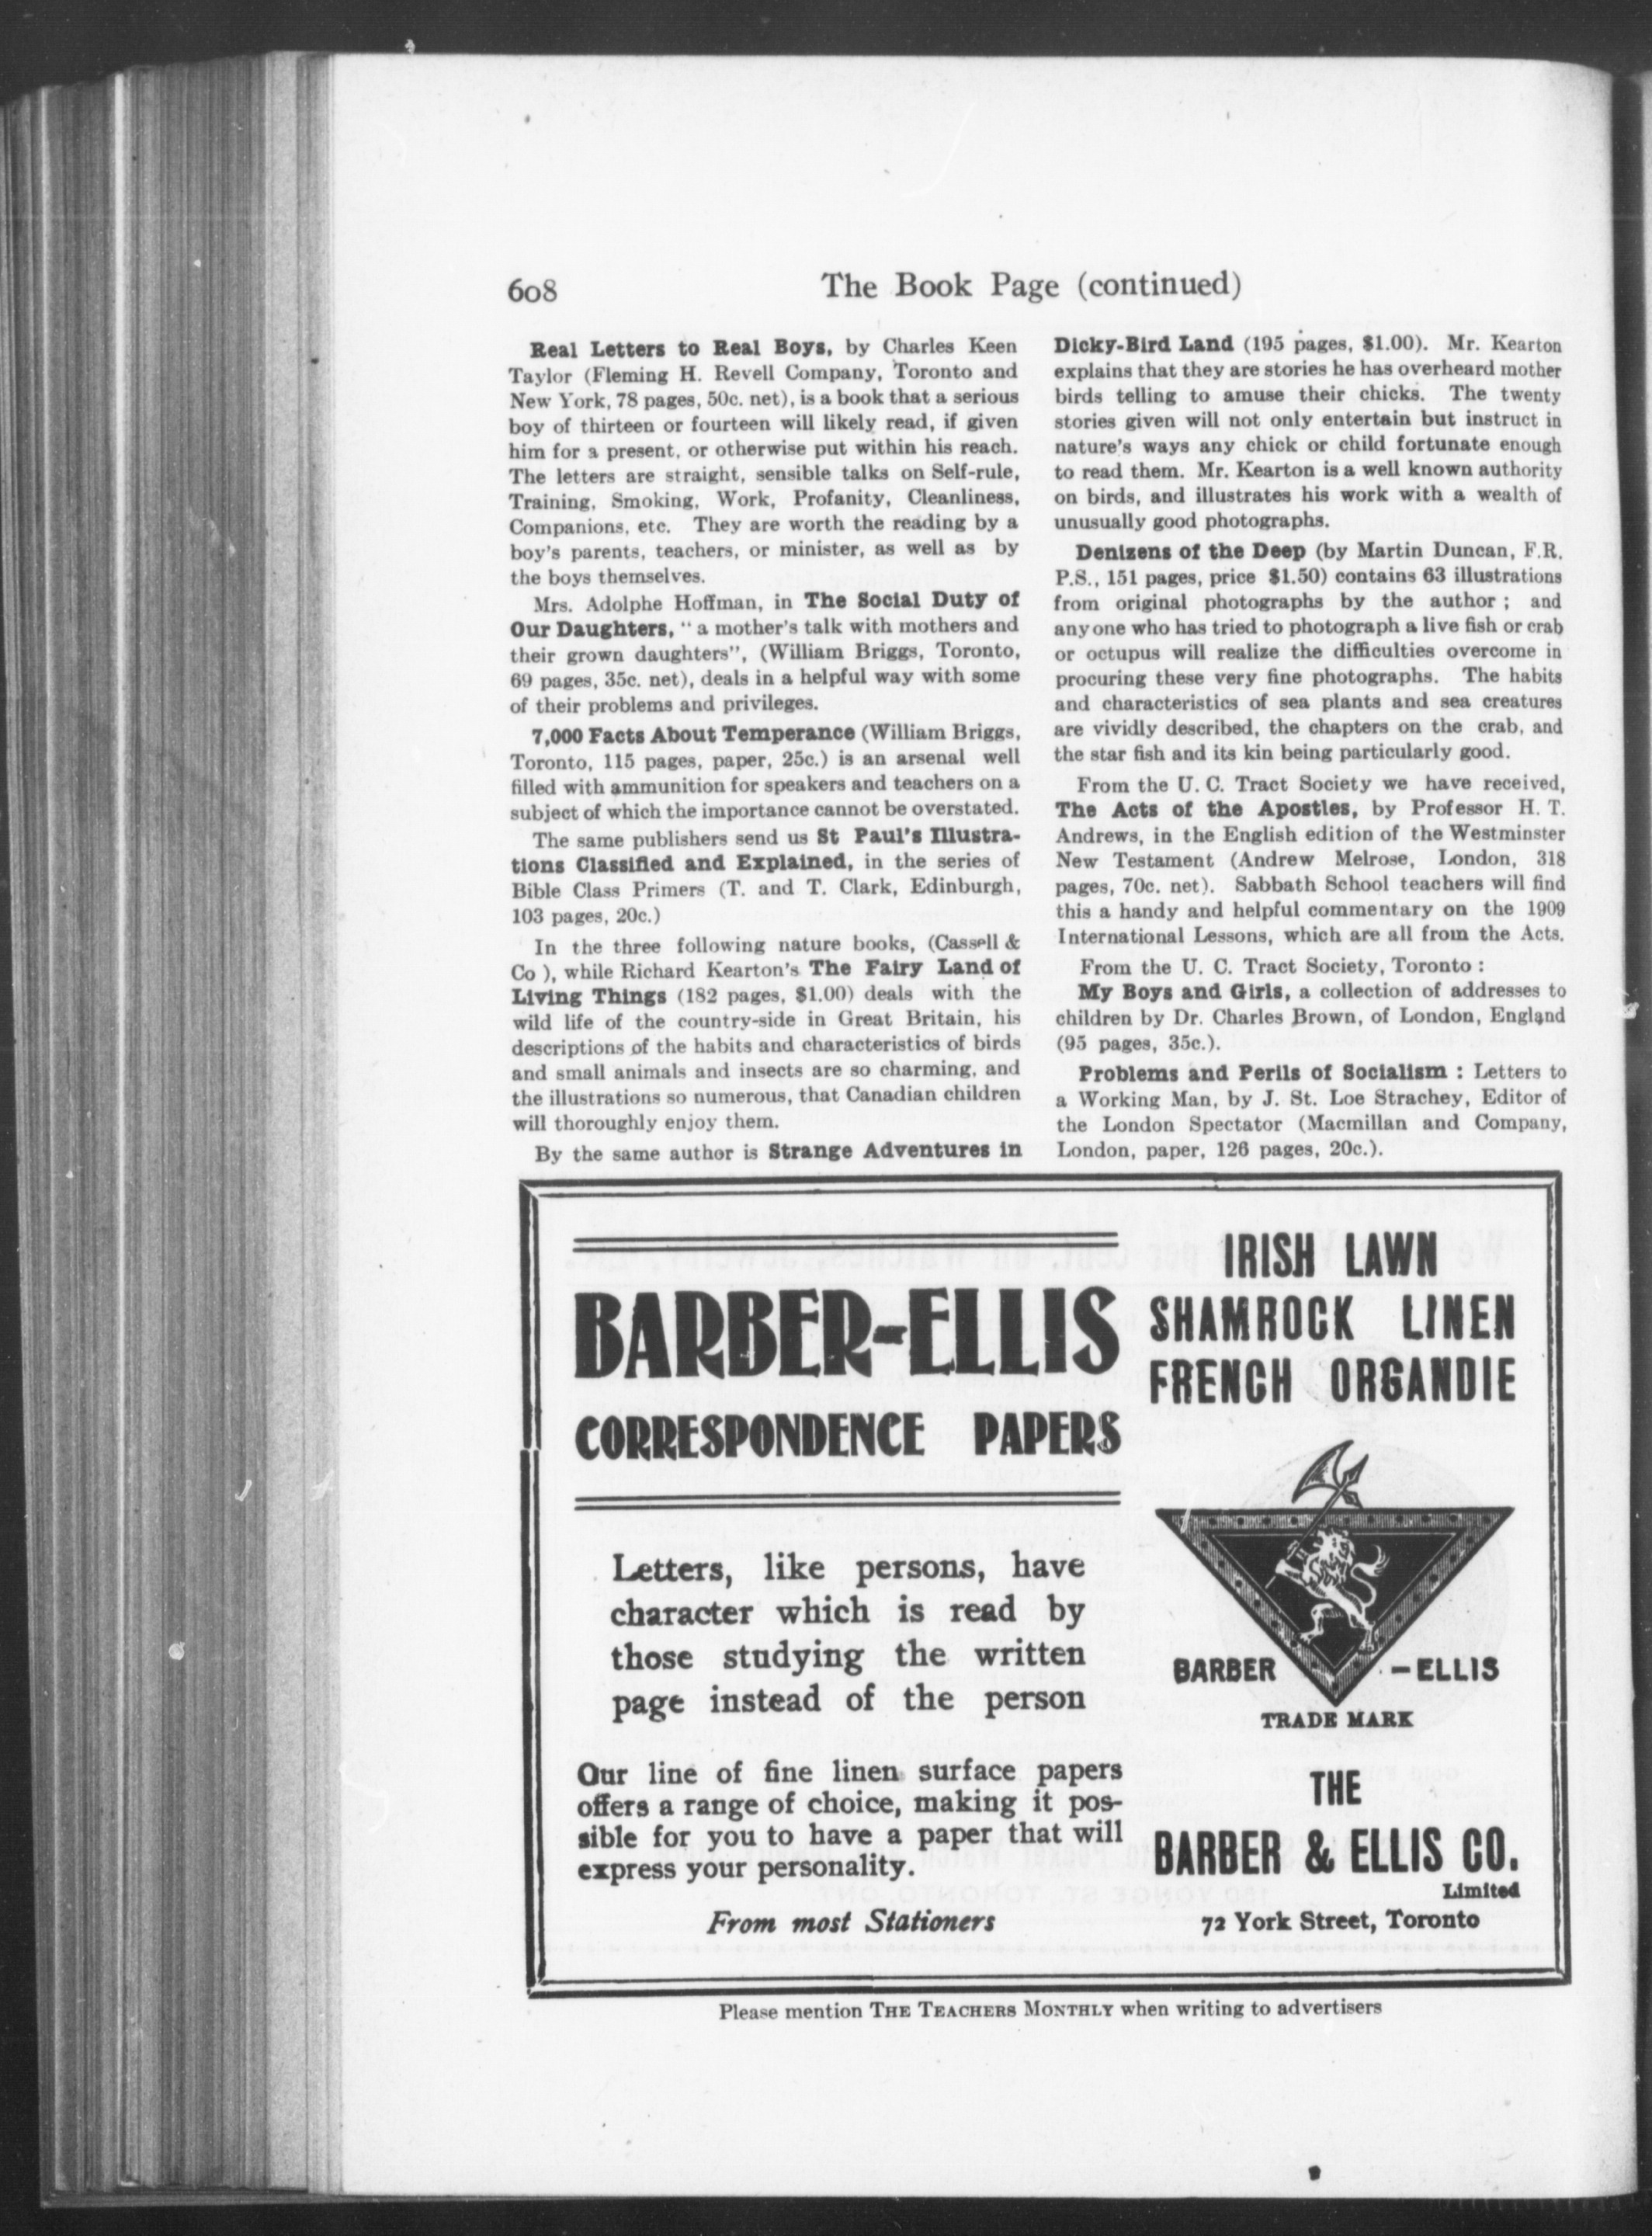 608
The Book Page (continued)
Real Letters to Real Boys, by Charles Keen
Taylor (Fleming H. Revell Company, Toronto and
New York, 78 pages, 50c. net), is a book that a serious
boy of thirteen or fourteen will likely read, if given
him for a present, or otherwise put within his reach.
The letters are straight, sensible talks on Self-rule,
Training, Smoking, Work, Profanity, Cleanliness,
Companions, etc. They are worth the reading by a
boy's parents, teachers, or minister, as well as by
the boys themselves.
Mrs. Adolphe Hoffman, in The Social Duty of
Our Daughters, "a mother's talk with mothers and
their grown daughters", (William Briggs, Toronto,
69 pages, 35c. net), deals in a helpful way with some
of their problems and privileges.
7,000 Facts About Temperance (William Briggs,
Toronto, 115 pages, paper, 25c.) is an arsenal well
filled with ammunition for speakers and teachers on a
subject of which the importance cannot be overstated.
The same publishers send us St Paul's Illustra-
tions Classified and Explained, in the series of
Bible Class Primers (T. and T. Clark, Edinburgh,
103 pages, 20c.)
In the three following nature books, (Cassell &
Co ), while Richard Kearton's The Fairy Land of
Living Things (182 pages, $1.00) deals with the
wild life of the country-side in Great Britain, his
descriptions of the habits and characteristics of birds
and small animals and insects are so charming, and
the illustrations so numerous, that Canadian children
will thoroughly enjoy them.
By the same author is Strange Adventures in
Dicky-Bird Land (195 pages, $1.00). Mr. Kearton
explains that they are stories he has overheard mother
birds telling to amuse their chicks. The twenty
stories given will not only entertain but instruct in
nature's ways any chick or child fortunate enough
to read them. Mr. Kearton is a well known authority
on birds, and illustrates his work with a wealth of
unusually good photographs.
Denizens of the Deep (by Martin Duncan, F.R.
P.S., 151 pages, price $1.50) contains 63 illustrations
from original photographs by the author ; and
anyone who has tried to photograph a live fish or crab
or octupus will realize the difficulties overcome in
procuring these very fine photographs. The habits
and characteristics of sea plants and sea creatures
are vividly described, the chapters on the crab, and
the star fish and its kin being particularly good.
From the U. C. Tract Society we have received,
The Acts of the Apostles, by Professor H. T.
Andrews, in the English edition of the Westminster
New Testament (Andrew Melrose, London, 318
pages, 70c. net). Sabbath School teachers will find
this a handy and helpful commentary on the 1909
International Lessons, which are all from the Acts.
From the U. C. Tract Society, Toronto :
My Boys and Girls, a collection of addresses to
children by Dr. Charles Brown, of London, England
(95 pages, 35c.).
Problems and Perils of Socialism : Letters to
a Working Man, by J. St. Loe Strachey, Editor of
the London Spectator (Macmillan and Company,
London, paper, 126 pages, 20c.).
BARBER-ELLIS
CORRESPONDENCE PAPERS
Letters, like persons, have
character which is read by
those studying the written
page instead of the person
Our line of fine linen surface papers
offers a range of choice, making it pos-
sible for you to have a paper that will
express your personality.
From most Stationers
IRISH LAWN
SHAMROCK LINEN
FRENCH ORGANDIE
BARBER - ELLIS
TRADE MARK
THE
BARBER & ELLIS CO.
Limited
72 York Street, Toronto
Please mention THE TEACHERS MONTHLY when writing to advertisers